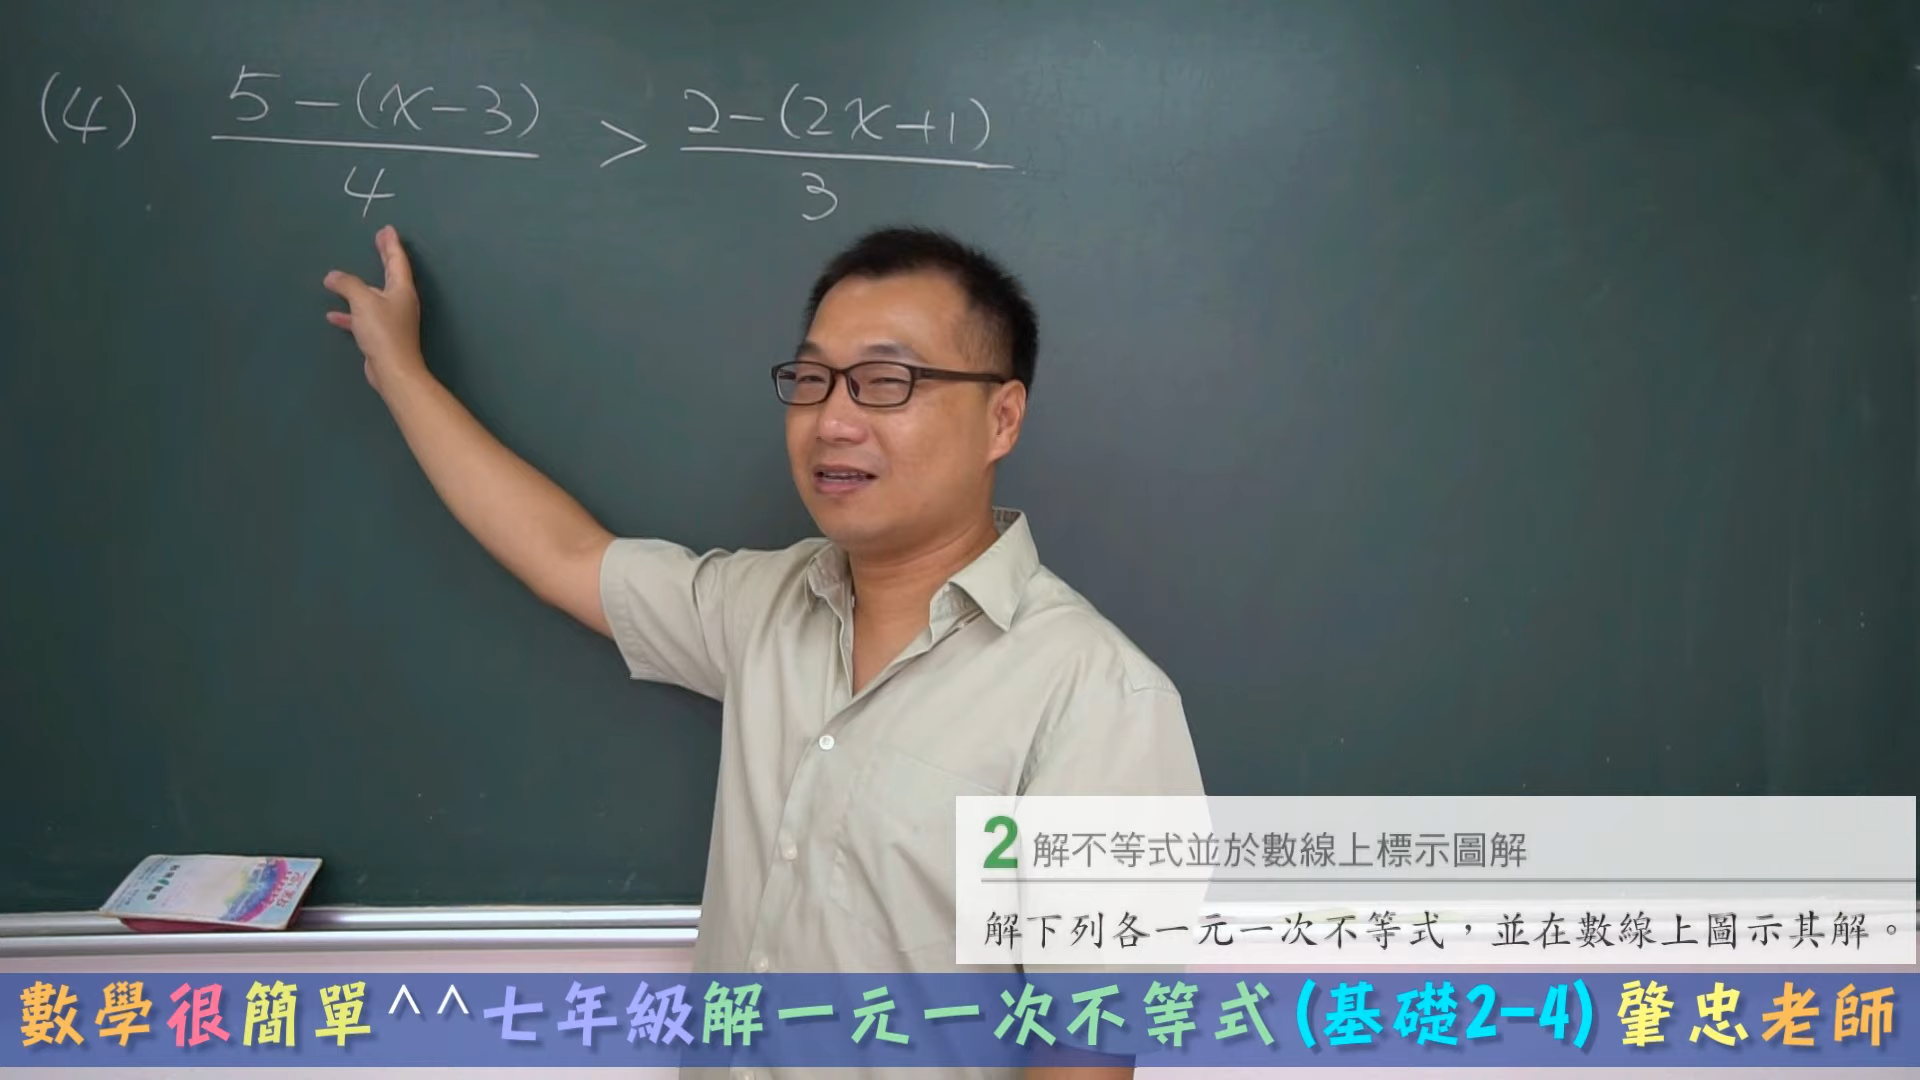 (4) 5-(x-3)/4 > 2-(2x+1)/3
2 解不等式並於數線上標示圖解
解下列各一元一次不等式，並在數線上圖示其解。
數學很簡單^^七年級解一元一次不等式(基礎2-4)肇忠老師